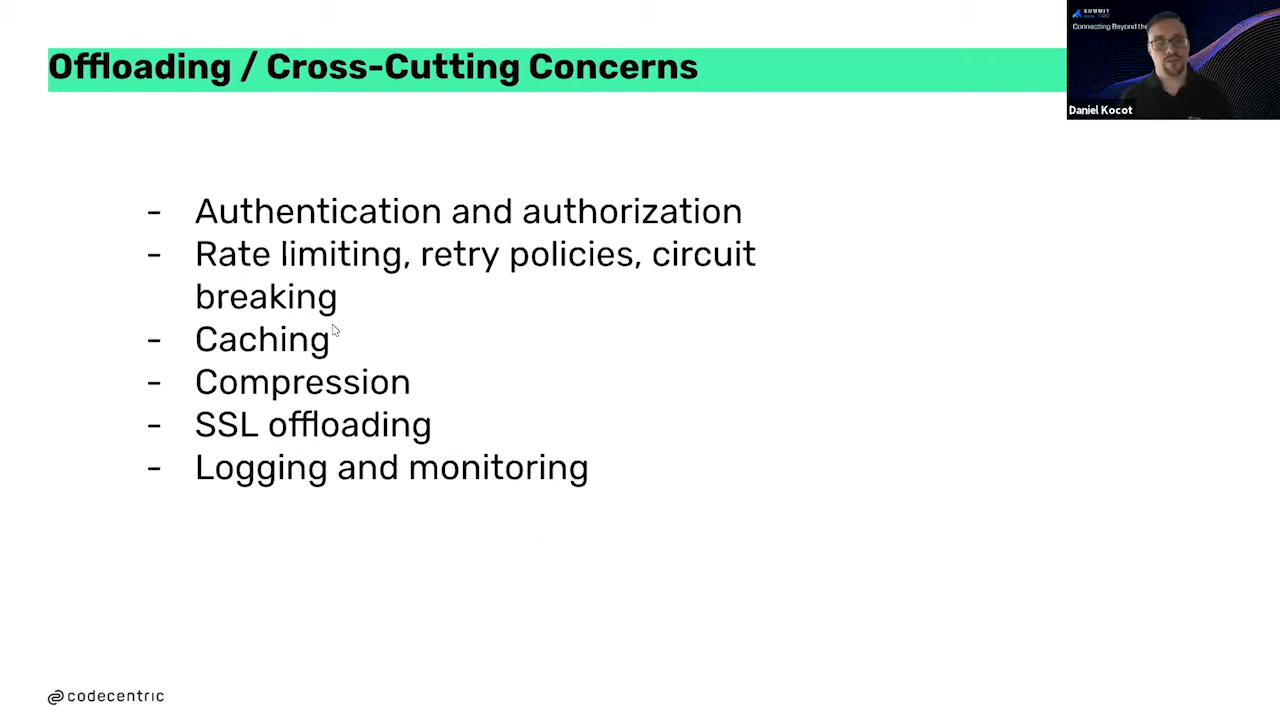 Offloading / Cross-Cutting Concerns
SUMMIT
Connecting Beyond the
Daniel Kocot
- Authentication and authorization
- Rate limiting, retry policies, circuit
breaking
- Caching
- Compression
- SSL offloading
- Logging and monitoring
codecentric